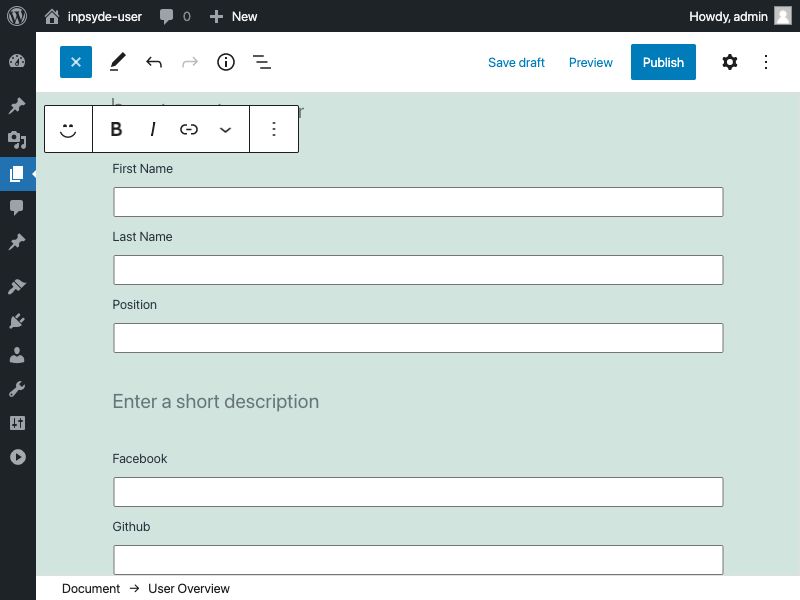 inpsyde-user 0 New Howdy, admin
Save draft Preview Publish
B I
First Name
Last Name
Position
Enter a short description
Facebook
Github
Document → User Overview